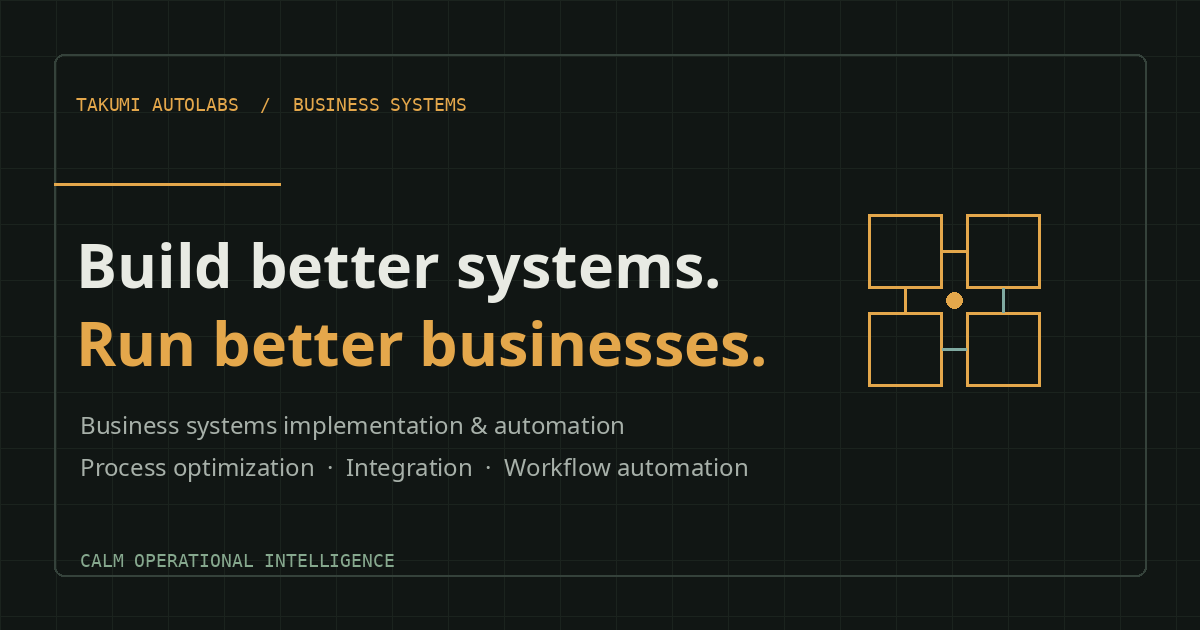 TAKUMI AUTOLABS / BUSINESS SYSTEMS
Build better systems.
Run better businesses.
Business systems implementation & automation
Process optimization · Integration · Workflow automation
CALM OPERATIONAL INTELLIGENCE